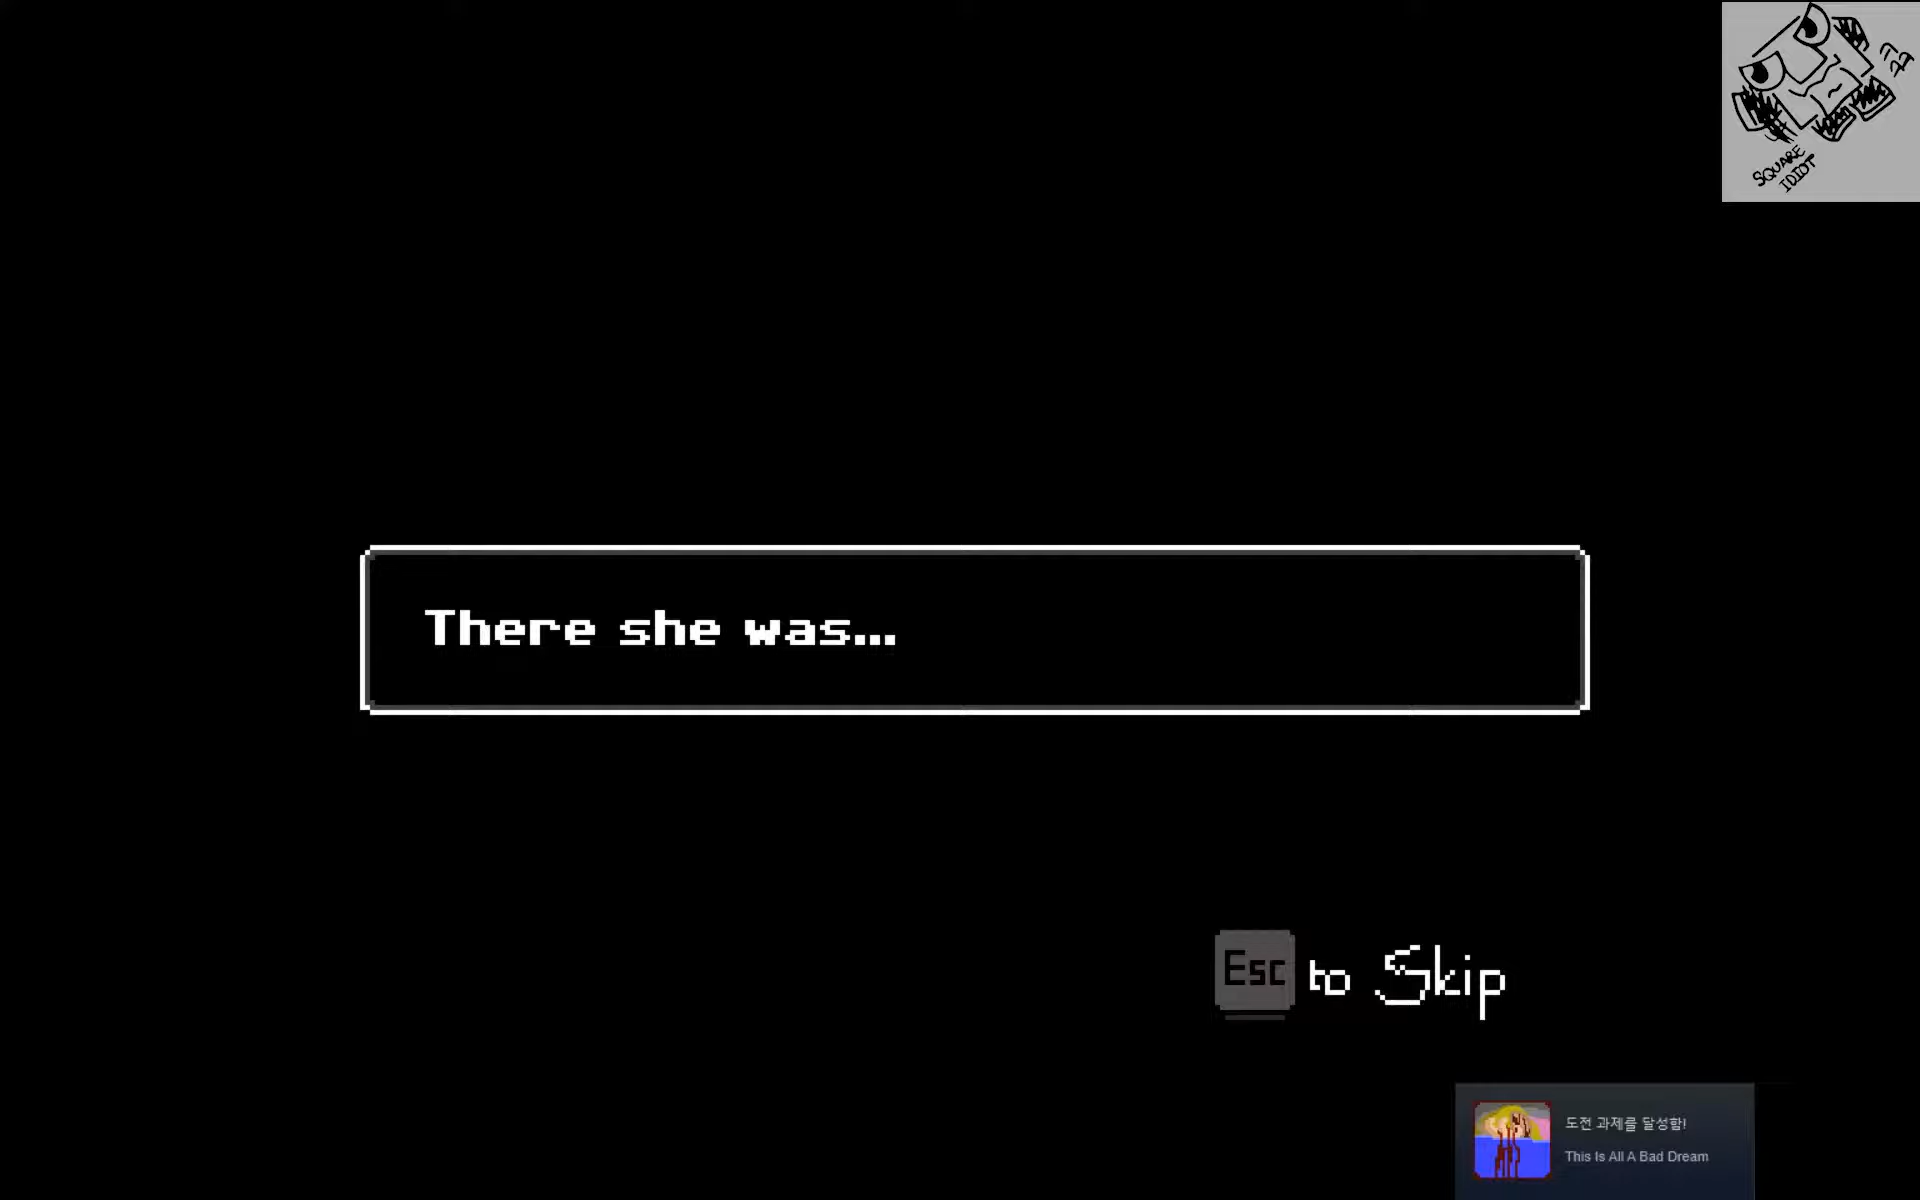 SQUARE
IDIOT
There she was...
Esc to Skip
도전 과제를 달성함!
This Is All A Bad Dream